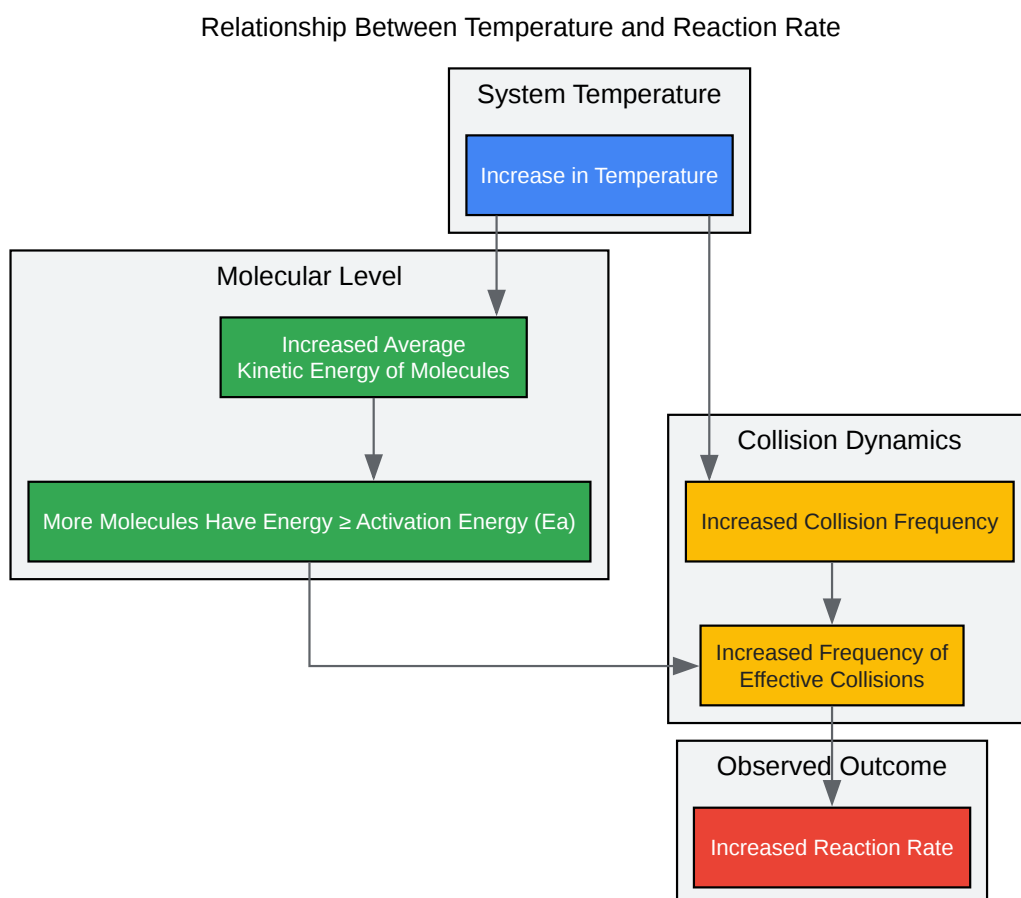 Relationship Between Temperature and Reaction Rate
System Temperature
Increase in Temperature
Molecular Level
Increased Average
Kinetic Energy of Molecules
More Molecules Have Energy ≥ Activation Energy (Ea)
Collision Dynamics
Increased Collision Frequency
Increased Frequency of
Effective Collisions
Observed Outcome
Increased Reaction Rate